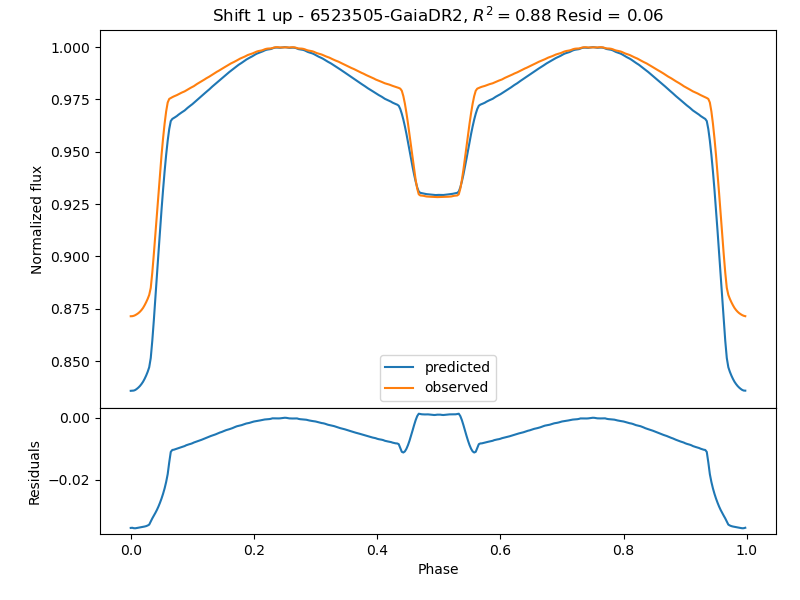 Shift 1 up - 6523505-GaiaDR2, $R^2 = 0.88$ Resid = 0.06
1.000
0.975
0.950
0.925
0.900
0.875
0.850
Normalized flux
predicted
observed
0.00
−0.02
Residuals
0.0 0.2 0.4 0.6 0.8 1.0
Phase